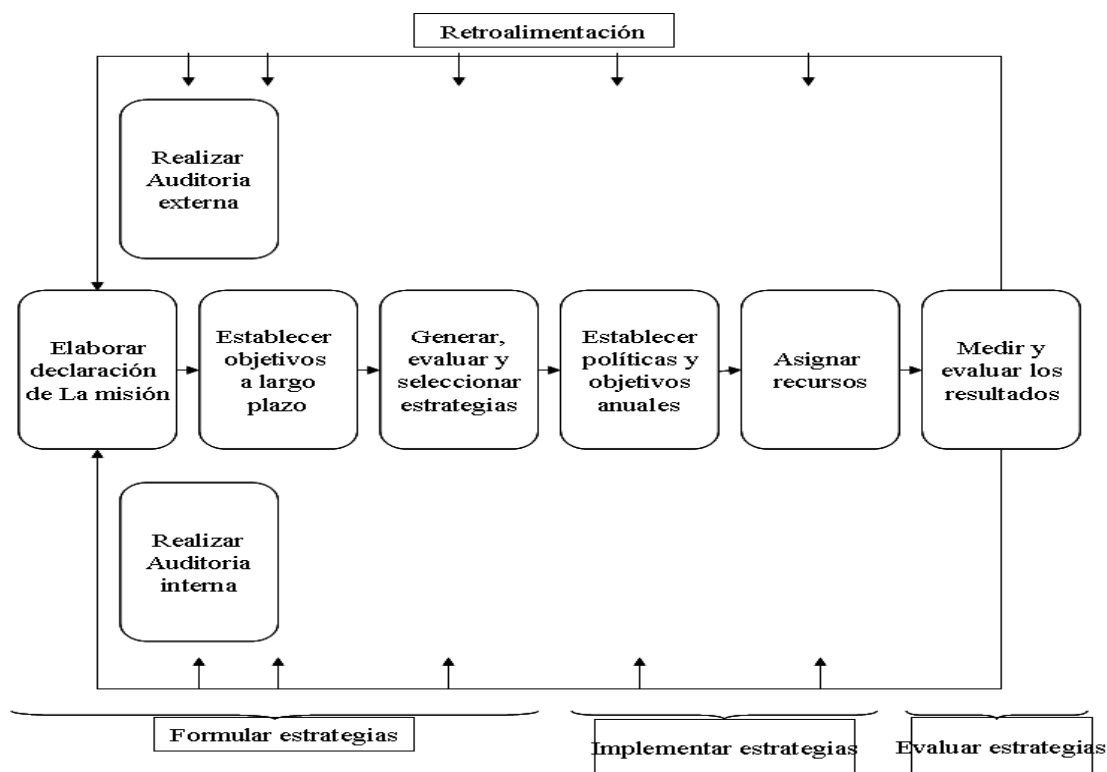 Retroalimentación
Realizar
Auditoria
externa
Elaborar
declaración
de La misión
Establecer
objetivos
a largo
plazo
Generar,
evaluar y
seleccionar
estrategias
Establecer
políticas y
objetivos
anuales
Asignar
recursos
Medir y
evaluar los
resultados
Realizar
Auditoria
interna
Formular estrategias
Implementar estrategias
Evaluar estrategias